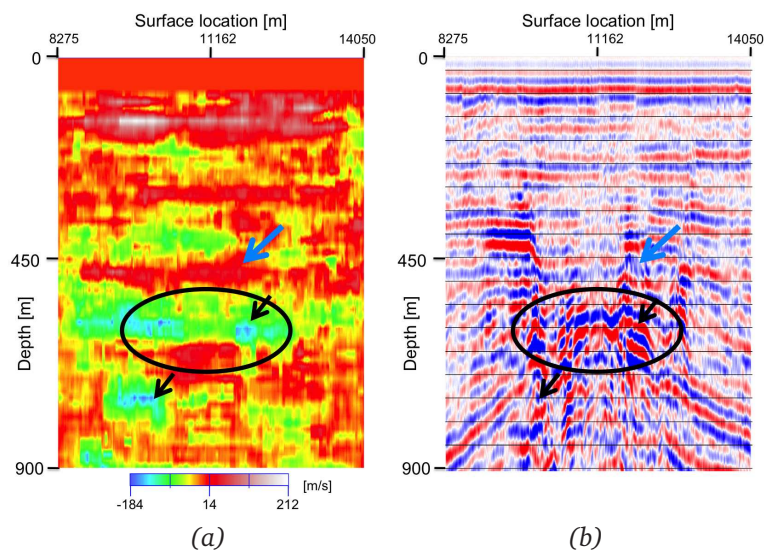 Surface location [m]
8275 11162 14050
0
450
900
Depth [m]
[m/s]
-184 14 212
(a)
Surface location [m]
8275 11162 14050
0
450
900
Depth [m]
(b)